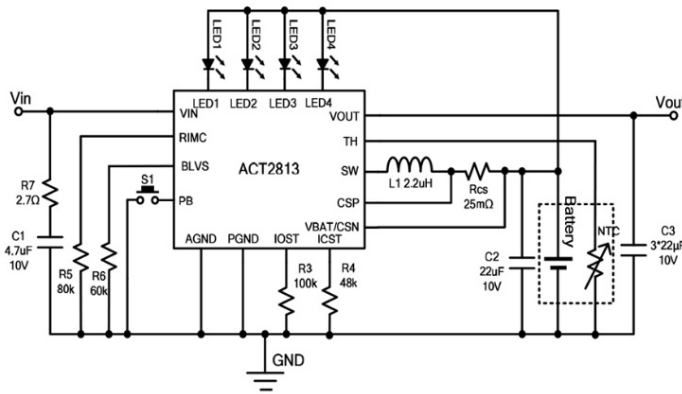 LED1
LED2
LED3
LED4
Vin
Vou
LED1 LED2 LED3 LED4
VIN
VOUT
RIMC
TH
BLVS
ACT2813
SW
L1 2.2uH
Rcs
25mΩ
S1
PB
CSP
VBAT/CSN
AGND PGND IOST ICST
R7
2.7Ω
C1
4.7uF
10V
R5
80k
R6
60k
R3
100k
R4
48k
C2
22uF
10V
Battery
NTC
C3
3*22µF
10V
GND